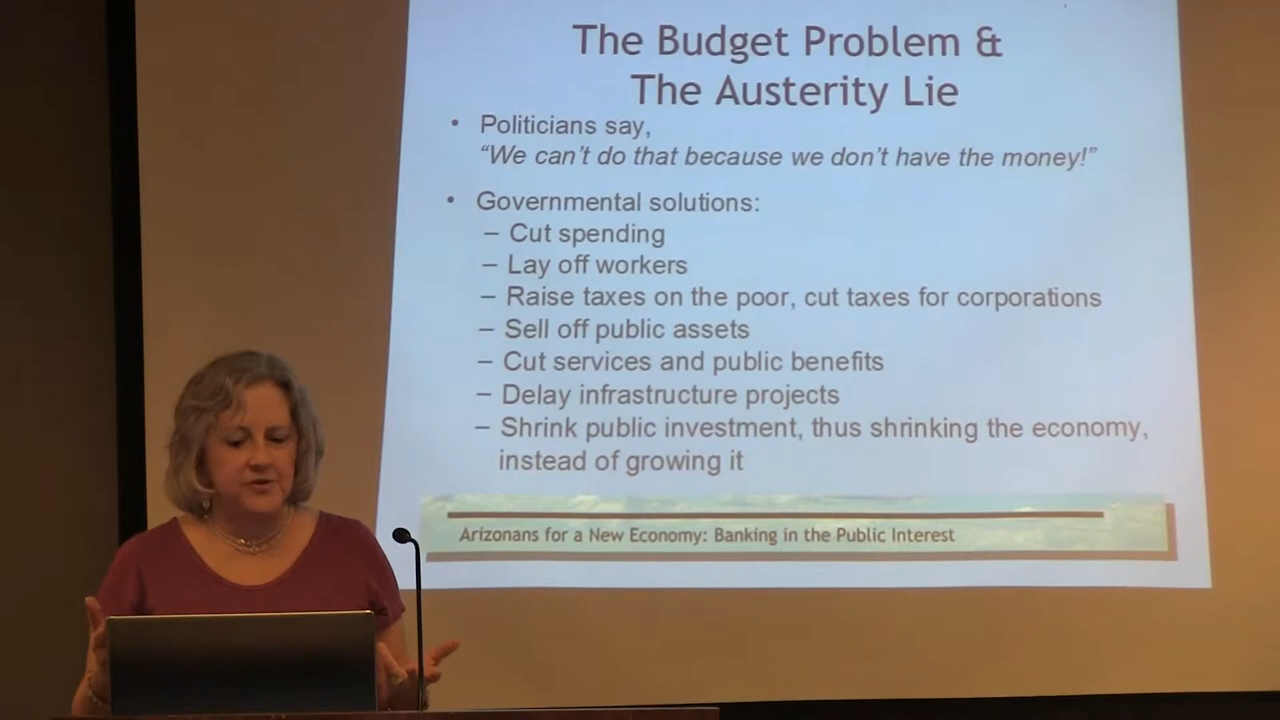 The Budget Problem &
The Austerity Lie
• Politicians say,
“We can’t do that because we don’t have the money!”
• Governmental solutions:
– Cut spending
– Lay off workers
– Raise taxes on the poor, cut taxes for corporations
– Sell off public assets
– Cut services and public benefits
– Delay infrastructure projects
– Shrink public investment, thus shrinking the economy,
instead of growing it
Arizonans for a New Economy: Banking in the Public Interest